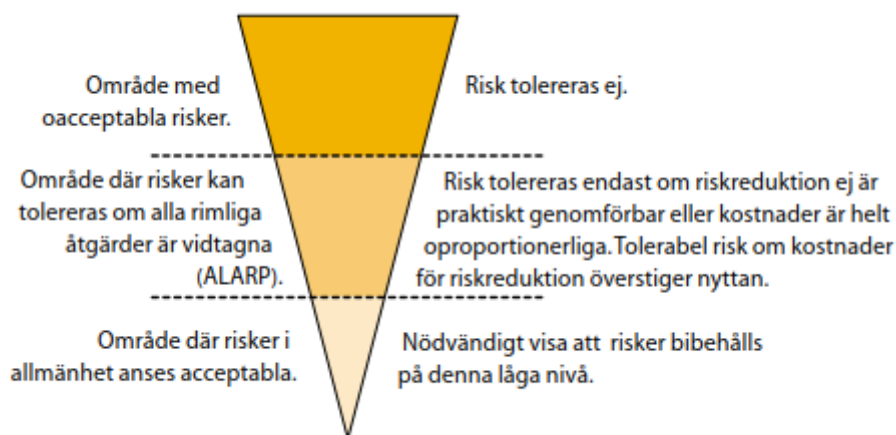 Område med
oacceptabla risker.
Risk tolereras ej.
Område där risker kan
tolereras om alla rimliga
åtgärder är vidtagna
(ALARP).
Risk tolereras endast om riskreduktion ej är
praktiskt genomförbar eller kostnader är helt
oproportionerliga. Tolerabel risk om kostnader
för riskreduktion överstiger nyttan.
Område där risker i
allmänhet anses acceptabla.
Nödvändigt visa att risker bibehålls
på denna låga nivå.